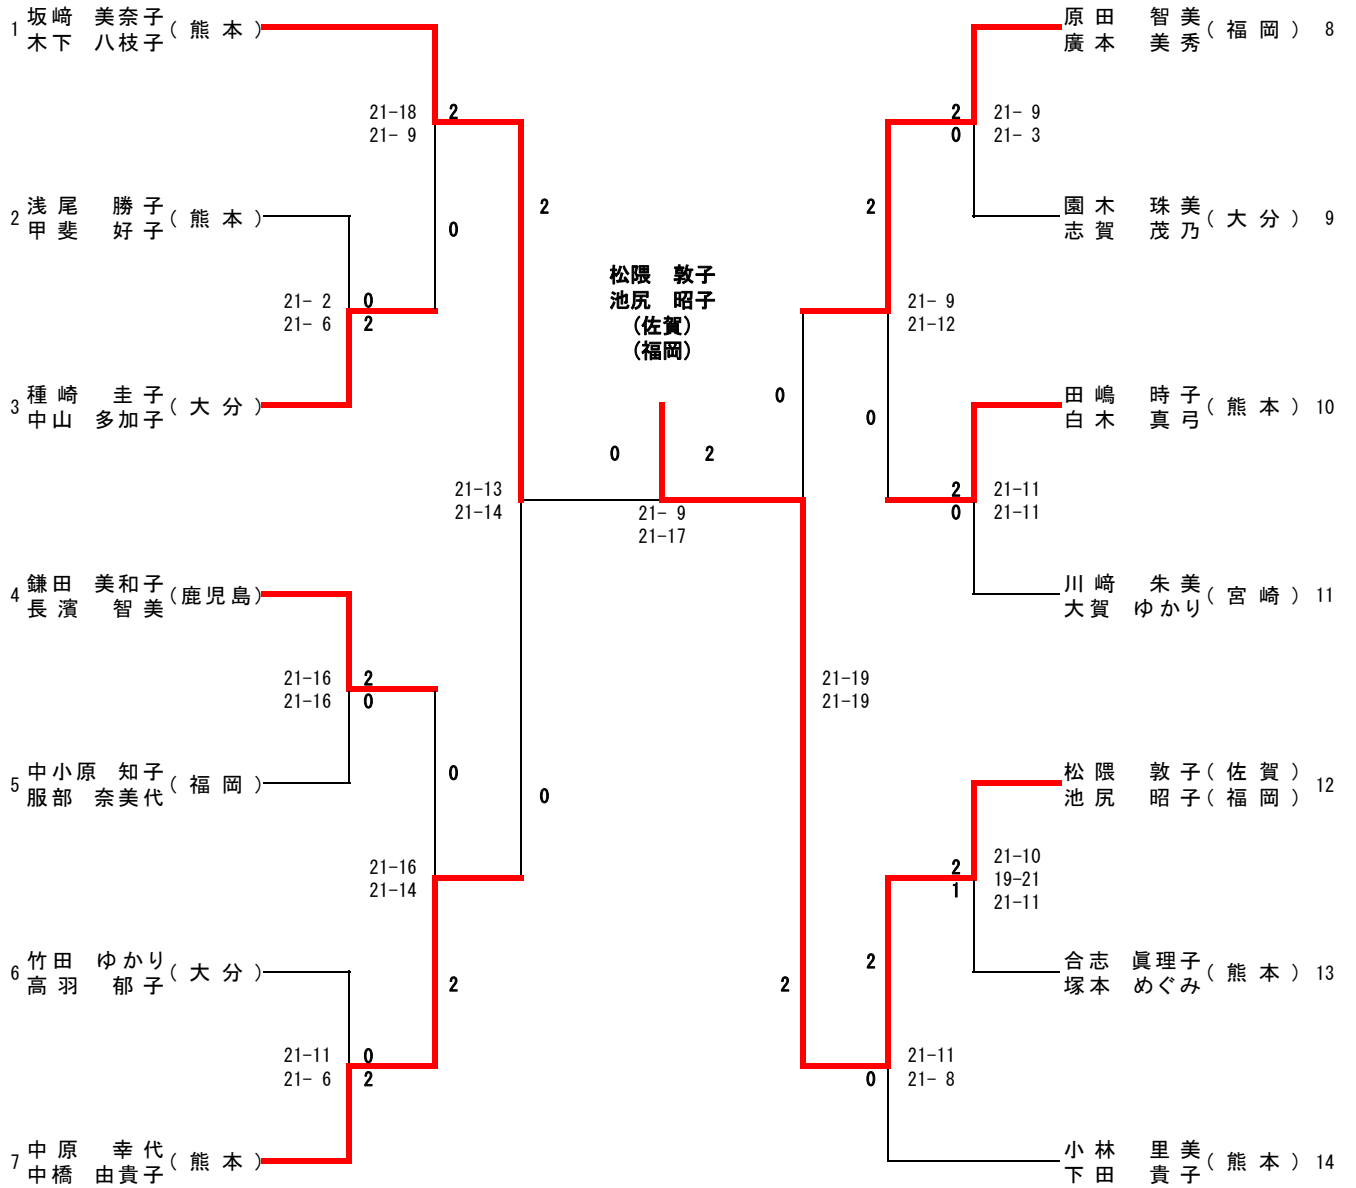 1 坂﨑 美奈子 (熊本)
木下 八枝子
21-18 2
21- 9
0
2 浅尾 勝子 (熊本)
甲斐 好子
21- 2 0
21- 6 2
3 種崎 圭子 (大分)
中山 多加子
2
21-13
21-14
4 鎌田 美和子 (鹿児島)
長濱 智美
21-16 2
21-16 0
5 中小原 知子 (福岡)
服部 奈美代
0
0
21-16
21-14
6 竹田 ゆかり (大分)
高羽 郁子
2
21-11 0
21- 6 2
7 中原 幸代 (熊本)
中橋 由貴子
松隈 敦子
池尻 昭子
(佐賀)
(福岡)
0 2
21- 9
21-17
原田 智美 (福岡) 8
廣本 美秀
2 21- 9
0 21- 3
園木 珠美 (大分) 9
志賀 茂乃
2
21- 9
21-12
0
0
田嶋 時子 (熊本) 10
白木 真弓
2 21-11
0 21-11
川﨑 朱美 (宮崎) 11
大賀 ゆかり
21-19
21-19
松隈 敦子 (佐賀) 12
池尻 昭子 (福岡)
2 21-10
1 19-21
21-11
合志 眞理子 (熊本) 13
塚本 めぐみ
2
2
21-11
0 21- 8
小林 里美 (熊本) 14
下田 貴子